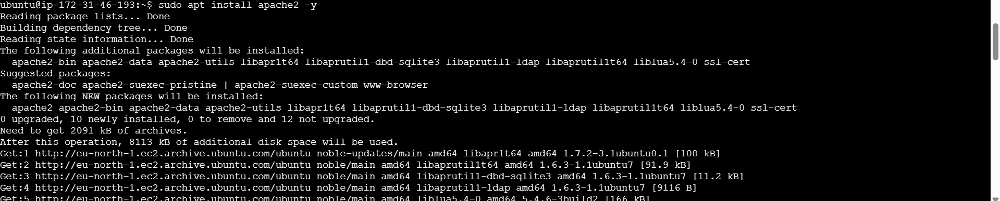 ubuntu@ip-172-31-46-193:~$ sudo apt install apache2 -y
Reading package lists... Done
Building dependency tree... Done
Reading state information... Done
The following additional packages will be installed:
  apache2-bin apache2-data apache2-utils libapr1t64 libaprutil1-dbd-sqlite3 libaprutil1-ldap libaprutil1t64 liblua5.4-0 ssl-cert
Suggested packages:
  apache2-doc apache2-suexec-pristine | apache2-suexec-custom www-browser
The following NEW packages will be installed:
  apache2 apache2-bin apache2-data apache2-utils libapr1t64 libaprutil1-dbd-sqlite3 libaprutil1-ldap libaprutil1t64 liblua5.4-0 ssl-cert
0 upgraded, 10 newly installed, 0 to remove and 12 not upgraded.
Need to get 2091 kB of archives.
After this operation, 8113 kB of additional disk space will be used.
Get:1 http://eu-north-1.ec2.archive.ubuntu.com/ubuntu noble-updates/main amd64 libapr1t64 amd64 1.7.2-3.1ubuntu0.1 [108 kB]
Get:2 http://eu-north-1.ec2.archive.ubuntu.com/ubuntu noble/main amd64 libaprutil1t64 amd64 1.6.3-1.1ubuntu7 [91.9 kB]
Get:3 http://eu-north-1.ec2.archive.ubuntu.com/ubuntu noble/main amd64 libaprutil1-dbd-sqlite3 amd64 1.6.3-1.1ubuntu7 [11.2 kB]
Get:4 http://eu-north-1.ec2.archive.ubuntu.com/ubuntu noble/main amd64 libaprutil1-ldap amd64 1.6.3-1.1ubuntu7 [9116 B]
Get:5 http://eu-north-1.ec2.archive.ubuntu.com/ubuntu noble/main amd64 liblua5.4-0 amd64 5.4.6-3build2 [166 kB]